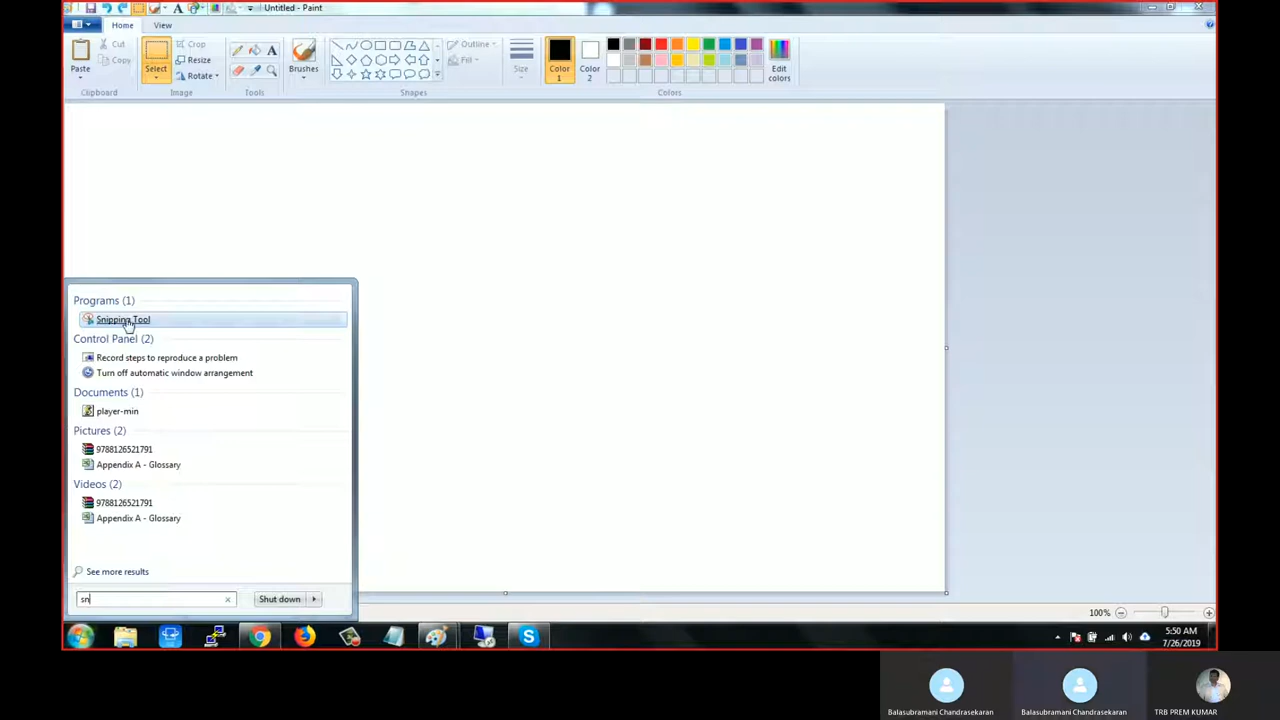 Untitled - Paint
Home
View
Paste
Cut
Copy
Clipboard
Select
Crop
Resize
Rotate
Image
Tools
Brushes
Outline
Fill
Shapes
Size
Color
1
Color
2
Edit
colors
Colors
Programs (1)
Snipping Tool
Control Panel (2)
Record steps to reproduce a problem
Turn off automatic window arrangement
Documents (1)
player-min
Pictures (2)
9788126521791
Appendix A - Glossary
Videos (2)
9788126521791
Appendix A - Glossary
See more results
sn
Shut down
100%
5:50 AM
7/26/2019
Balasubramani Chandrasekaran
Balasubramani Chandrasekaran
TRB PREM KUMAR